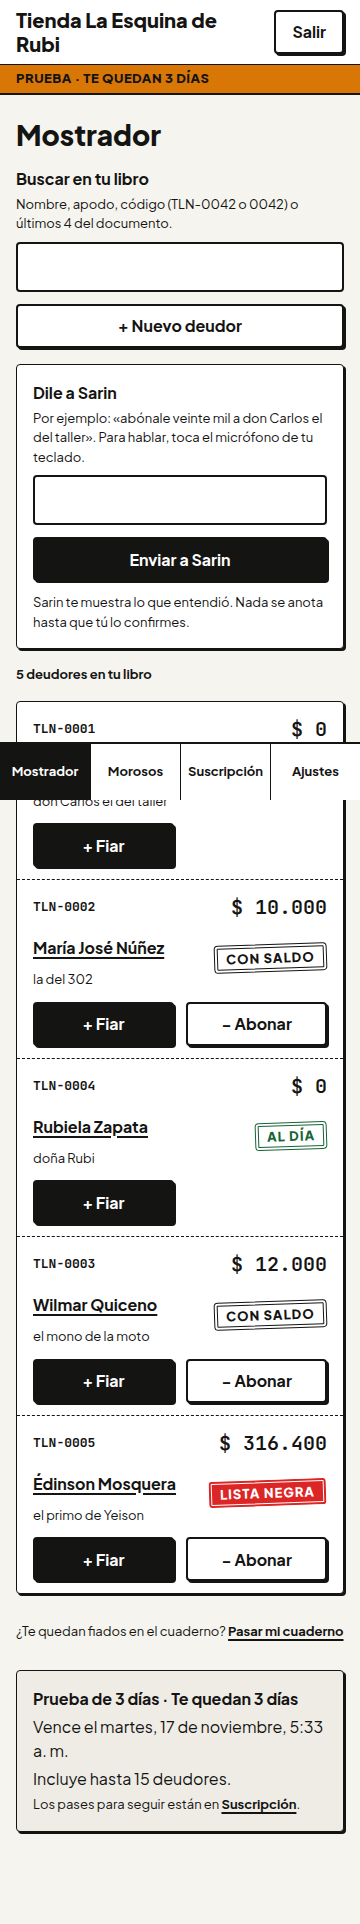 Tienda La Esquina de
Rubi
Salir
PRUEBA · TE QUEDAN 3 DÍAS
Mostrador
Buscar en tu libro
Nombre, apodo, código (TLN-0042 o 0042) o
últimos 4 del documento.
+ Nuevo deudor
Dile a Sarin
Por ejemplo: «abónale veinte mil a don Carlos el
del taller». Para hablar, toca el micrófono de tu
teclado.
Enviar a Sarin
Sarin te muestra lo que entendió. Nada se anota
hasta que tú lo confirmes.
5 deudores en tu libro
TLN-0001
$ 0
Mostrador
Morosos
Suscripción
Ajustes
don Carlos el del taller
+ Fiar
TLN-0002
$ 10.000
María José Núñez
CON SALDO
la del 302
+ Fiar
– Abonar
TLN-0004
$ 0
Rubiela Zapata
AL DÍA
doña Rubi
+ Fiar
TLN-0003
$ 12.000
Wilmar Quiceno
CON SALDO
el mono de la moto
+ Fiar
– Abonar
TLN-0005
$ 316.400
Édinson Mosquera
LISTA NEGRA
el primo de Yeison
+ Fiar
– Abonar
¿Te quedan fiados en el cuaderno? Pasar mi cuaderno
Prueba de 3 días · Te quedan 3 días
Vence el martes, 17 de noviembre, 5:33
a. m.
Incluye hasta 15 deudores.
Los pases para seguir están en Suscripción.